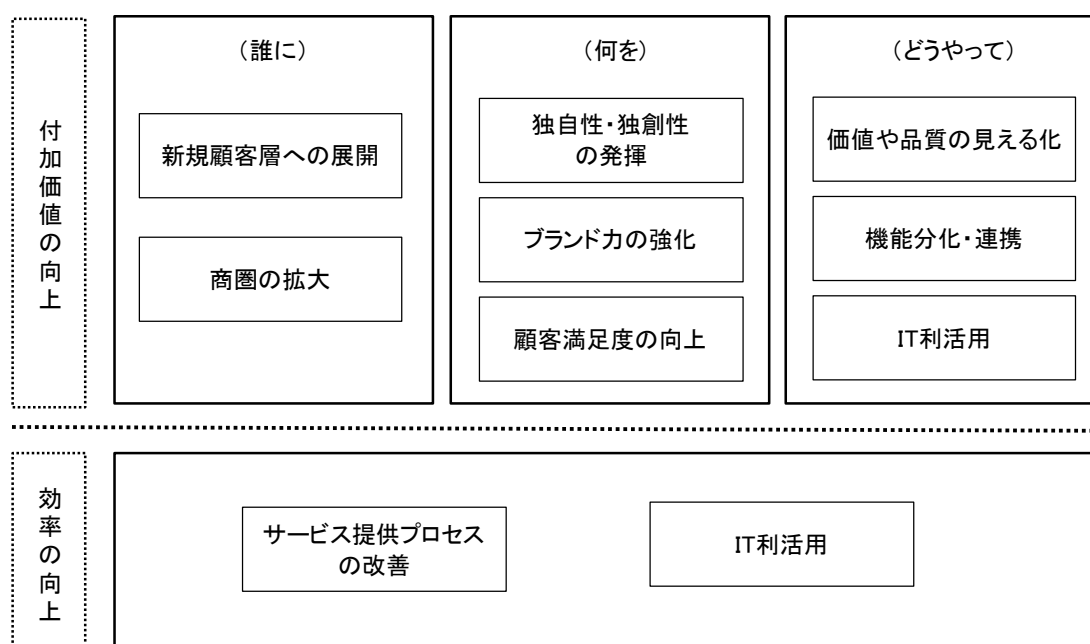 付加価値の向上
（誰に）
新規顧客層への展開
商圏の拡大
（何を）
独自性・独創性
の発揮
ブランド力の強化
顧客満足度の向上
（どうやって）
価値や品質の見える化
機能分化・連携
IT利活用
効率の向上
サービス提供プロセス
の改善
IT利活用